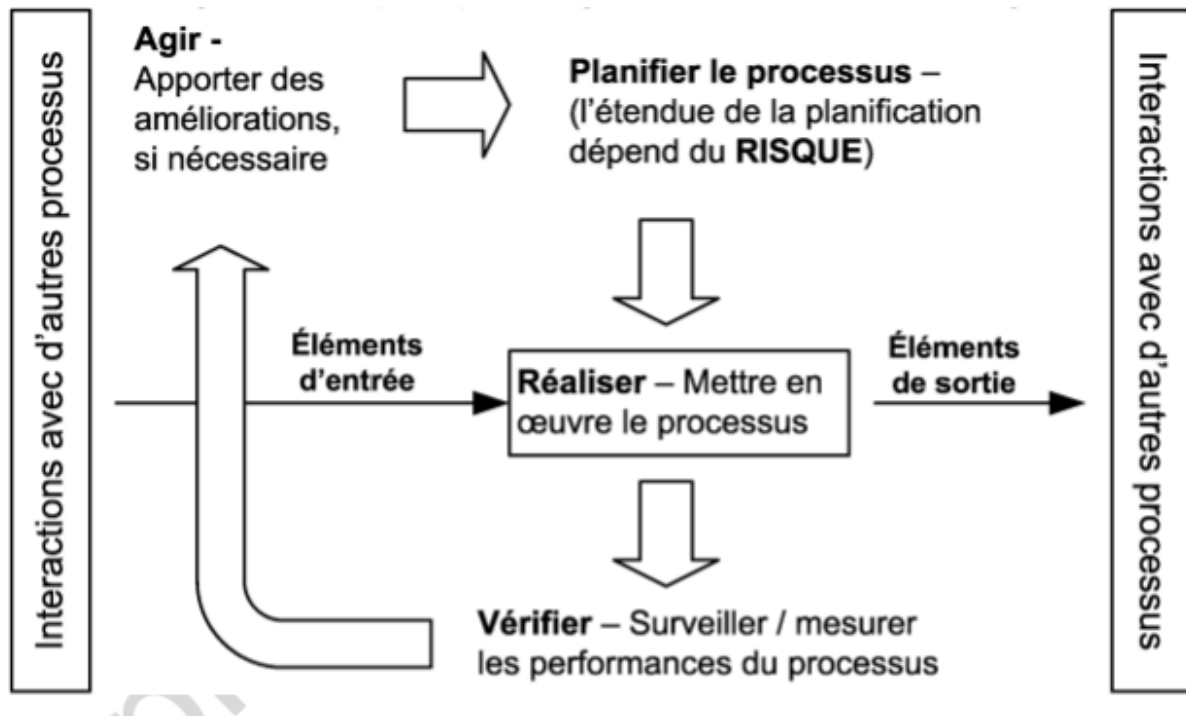 Interactions avec d'autres processus
Agir -
Apporter des
améliorations,
si nécessaire
Planifier le processus –
(l'étendue de la planification
dépend du RISQUE)
Éléments
d'entrée
Réaliser – Mettre en
œuvre le processus
Éléments
de sortie
Vérifier – Surveiller / mesurer
les performances du processus
Interactions avec d'autres processus